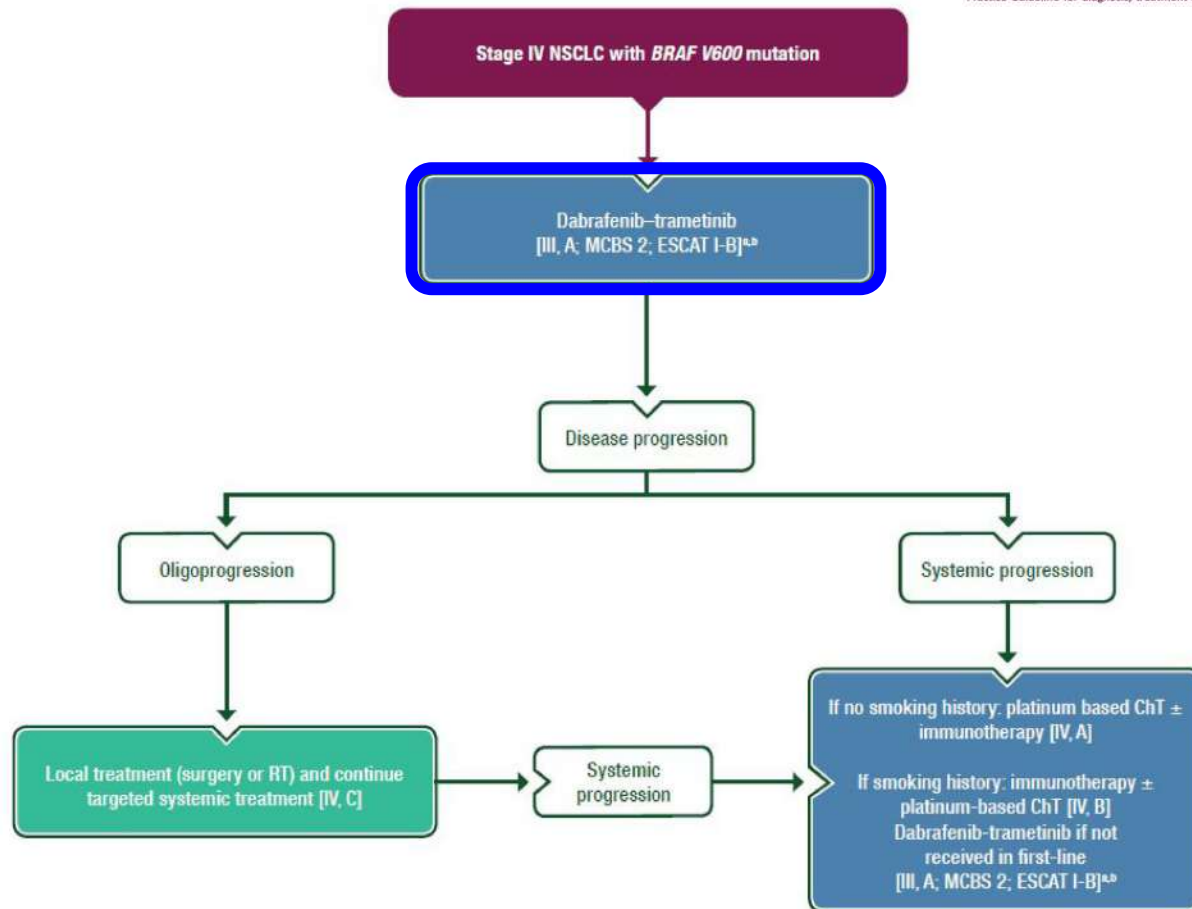 Stage IV NSCLC with BRAF V600 mutation
Dabrafenib–trametinib
[III, A; MCBS 2; ESCAT I-B]a,b
Disease progression
Oligoprogression
Systemic progression
Local treatment (surgery or RT) and continue
targeted systemic treatment [IV, C]
Systemic
progression
If no smoking history: platinum based ChT ±
immunotherapy [IV, A]
If smoking history: immunotherapy ±
platinum-based ChT [IV, B]
Dabrafenib-trametinib if not
received in first-line
[III, A; MCBS 2; ESCAT I-B]a,b